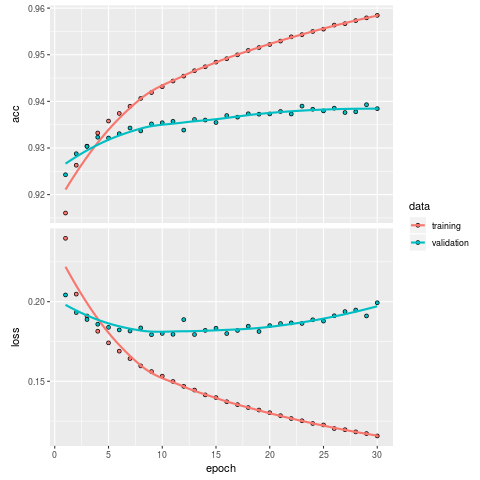 0.96
0.95
0.94
0.93
0.92
acc
0.20
0.15
loss
0 5 10 15 20 25 30
epoch
data
training
validation